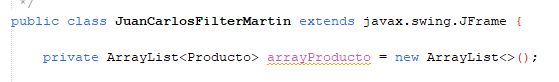 */
public class JuanCarlosFilterMartin extends javax.swing.JFrame {
private ArrayList<Producto> arrayProducto = new ArrayList<>();